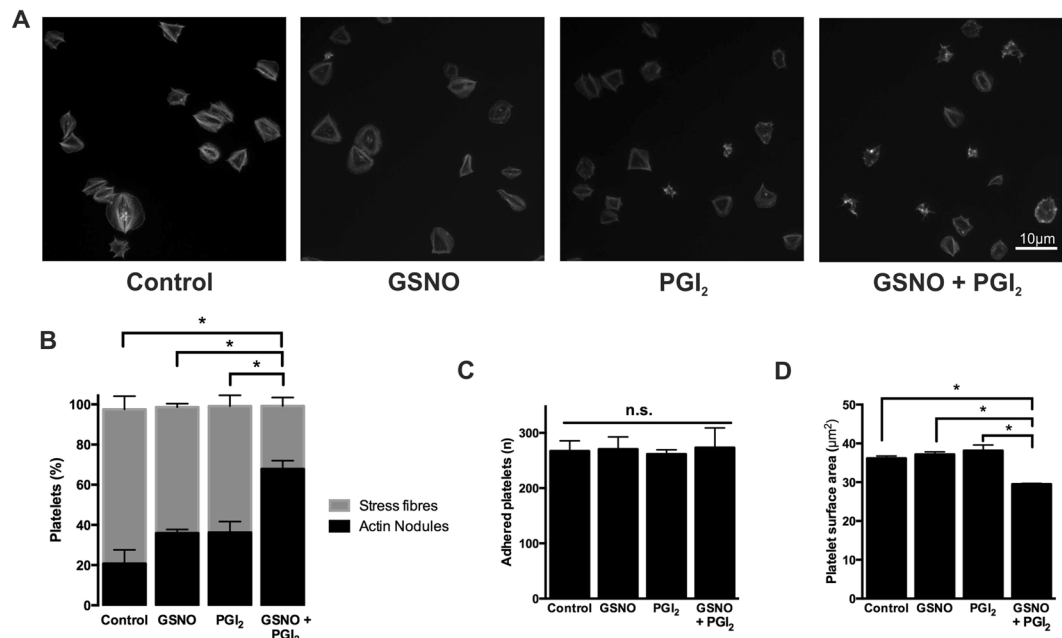 A
Control
GSNO
PGI₂
GSNO + PGI₂
10µm
B
*
*
*
Platelets (%)
100
80
60
40
20
0
Control
GSNO
PGI₂
GSNO +
PGI₂
Stress fibres
Actin Nodules
C
n.s.
Adhered platelets (n)
300
200
100
0
Control
GSNO
PGI₂
GSNO
+ PGI₂
D
*
*
*
Platelet surface area (µm²)
50
40
30
20
10
0
Control
GSNO
PGI₂
GSNO
+ PGI₂